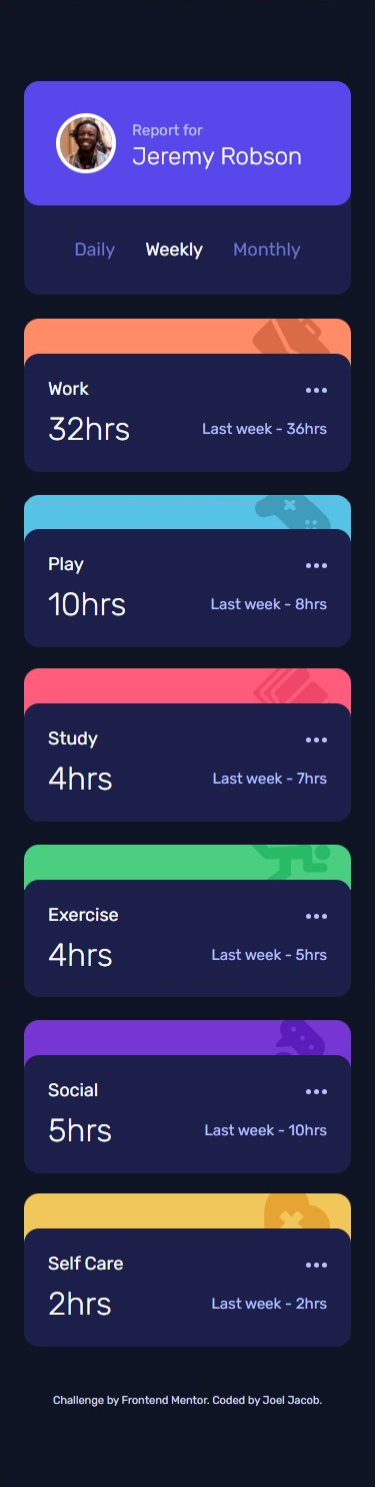 Report for
Jeremy Robson
Daily Weekly Monthly
Work
32hrs Last week - 36hrs
Play
10hrs Last week - 8hrs
Study
4hrs Last week - 7hrs
Exercise
4hrs Last week - 5hrs
Social
5hrs Last week - 10hrs
Self Care
2hrs Last week - 2hrs
Challenge by Frontend Mentor. Coded by Joel Jacob.